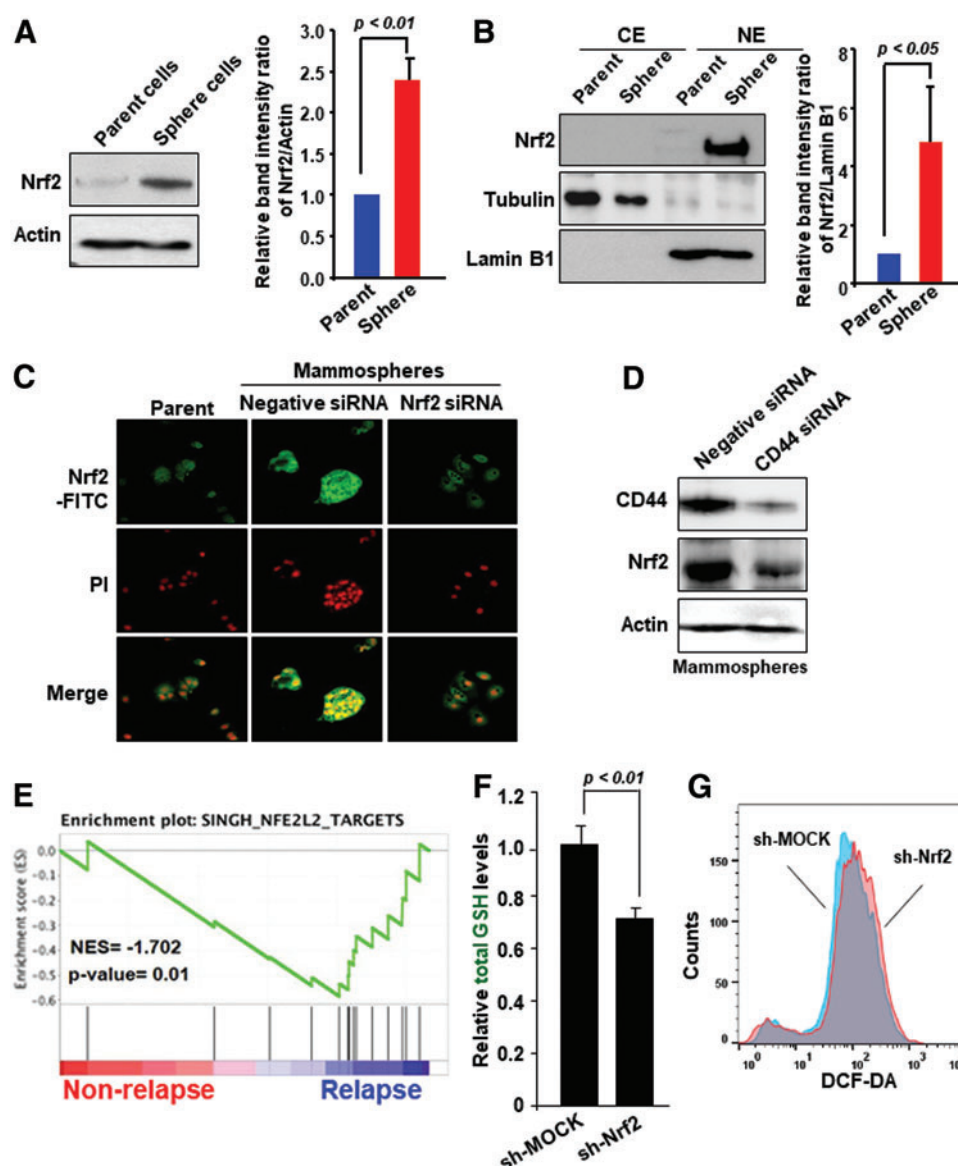 A
Parent cells
Sphere cells
Nrf2
Actin
Relative band intensity ratio
of Nrf2/Actin
p < 0.01
3.0
2.5
2.0
1.5
1.0
0.5
0.0
Parent
Sphere
B
CE
NE
Parent
Sphere
Parent
Sphere
Nrf2
Tubulin
Lamin B1
Relative band intensity ratio
of Nrf2/Lamin B1
p < 0.05
8
6
4
2
0
Parent
Sphere
C
Mammospheres
Parent
Negative siRNA
Nrf2 siRNA
Nrf2
-FITC
PI
Merge
D
Negative siRNA
CD44 siRNA
CD44
Nrf2
Actin
Mammospheres
E
Enrichment plot: SINGH_NFE2L2_TARGETS
Enrichment score (ES)
0.0
-0.1
-0.2
-0.3
-0.4
-0.5
-0.6
NES= -1.702
p-value= 0.01
Non-relapse
Relapse
F
Relative total GSH levels
p < 0.01
1.2
1.0
0.8
0.6
0.4
0.2
0
sh-MOCK
sh-Nrf2
G
sh-MOCK
sh-Nrf2
Counts
150
100
50
0
10⁰
10¹
10²
10³
DCF-DA